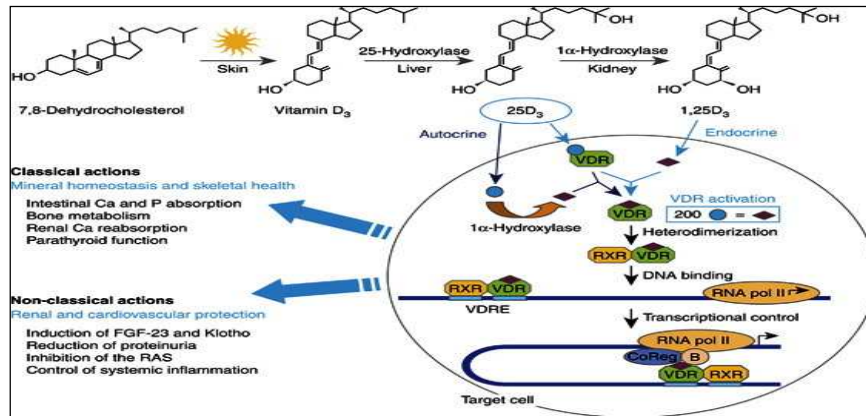 OH
OH
25-Hydroxylase
1α-Hydroxylase
Skin
Liver
Kidney
HO
HO
HO
HO
OH
7,8-Dehydrocholesterol
Vitamin D3
25D3
1,25D3
Autocrine
Endocrine
VDR
Classical actions
Mineral homeostasis and skeletal health
Intestinal Ca and P absorption
Bone metabolism
Renal Ca reabsorption
Parathyroid function
VDR activation
200 =
VDR
1α-Hydroxylase
Heterodimerization
RXR VDR
DNA binding
RXR VDR
RNA pol II
VDRE
Transcriptional control
Non-classical actions
Renal and cardiovascular protection
Induction of FGF-23 and Klotho
Reduction of proteinuria
Inhibition of the RAS
Control of systemic inflammation
RNA pol II
CoReg B
VDR RXR
Target cell